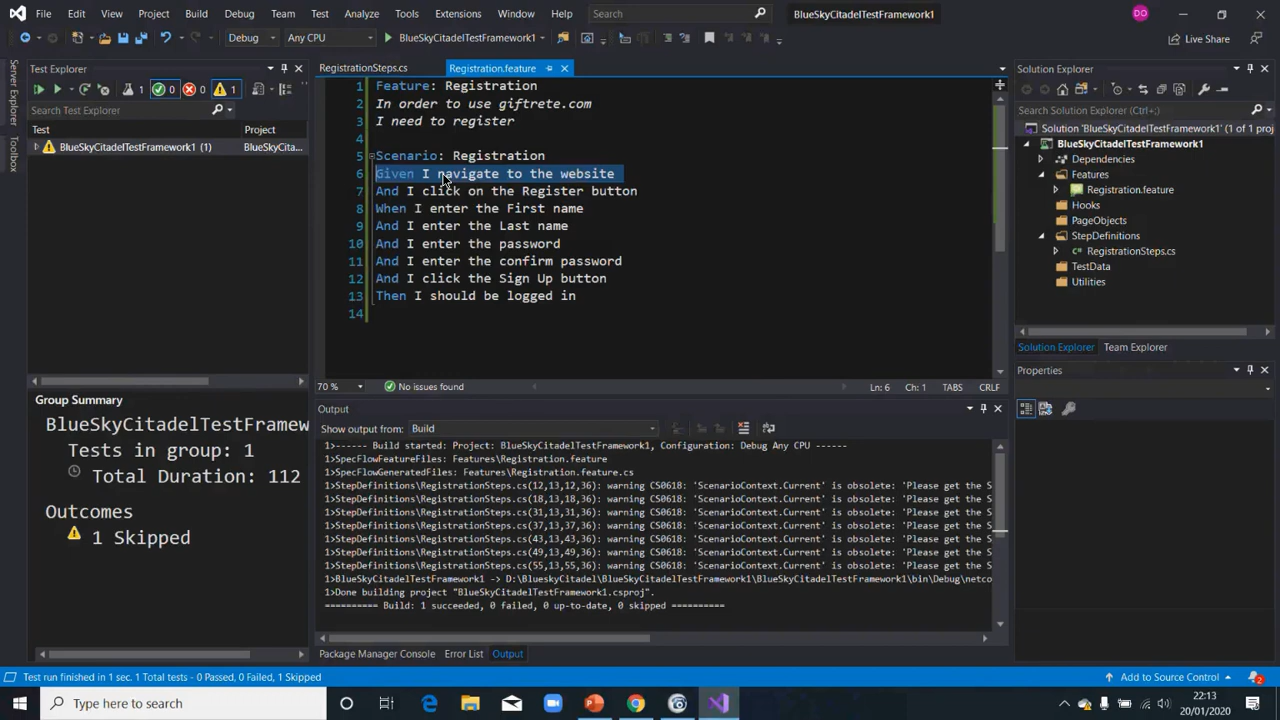 File Edit View Project Build Debug Team Test Analyze Tools Extensions Window Help Search BlueSkyCitadelTestFramework1 DO
Debug Any CPU BlueSkyCitadelTestFramework1 Live Share
Server Explorer
Toolbox
Test Explorer
1 0 0 1
Search Test Explorer
Test Project
BlueSkyCitadelTestFramework1 (1) BlueSkyCita...
Group Summary
BlueSkyCitadelTestFramew
Tests in group: 1
Total Duration: 112
Outcomes
1 Skipped
RegistrationSteps.cs Registration.feature
1 Feature: Registration
2 In order to use giftrete.com
3 I need to register
4
5 Scenario: Registration
6 Given I navigate to the website
7 And I click on the Register button
8 When I enter the First name
9 And I enter the Last name
10 And I enter the password
11 And I enter the confirm password
12 And I click the Sign Up button
13 Then I should be logged in
14
70 % No issues found Ln: 6 Ch: 1 TABS CRLF
Output
Show output from: Build
1>------ Build started: Project: BlueSkyCitadelTestFramework1, Configuration: Debug Any CPU ------
1>SpecFlowFeatureFiles: Features\Registration.feature
1>SpecFlowGeneratedFiles: Features\Registration.feature.cs
1>StepDefinitions\RegistrationSteps.cs(12,13,12,36): warning CS0618: 'ScenarioContext.Current' is obsolete: 'Please get the S
1>StepDefinitions\RegistrationSteps.cs(18,13,18,36): warning CS0618: 'ScenarioContext.Current' is obsolete: 'Please get the S
1>StepDefinitions\RegistrationSteps.cs(31,13,31,36): warning CS0618: 'ScenarioContext.Current' is obsolete: 'Please get the S
1>StepDefinitions\RegistrationSteps.cs(37,13,37,36): warning CS0618: 'ScenarioContext.Current' is obsolete: 'Please get the S
1>StepDefinitions\RegistrationSteps.cs(43,13,43,36): warning CS0618: 'ScenarioContext.Current' is obsolete: 'Please get the S
1>StepDefinitions\RegistrationSteps.cs(49,13,49,36): warning CS0618: 'ScenarioContext.Current' is obsolete: 'Please get the S
1>StepDefinitions\RegistrationSteps.cs(55,13,55,36): warning CS0618: 'ScenarioContext.Current' is obsolete: 'Please get the S
1>BlueSkyCitadelTestFramework1 -> D:\BlueskyCitadel\BlueSkyCitadelTestFramework1\BlueSkyCitadelTestFramework1\bin\Debug\netco
1>Done building project "BlueSkyCitadelTestFramework1.csproj".
========== Build: 1 succeeded, 0 failed, 0 up-to-date, 0 skipped ==========
Package Manager Console Error List Output
Solution Explorer
Search Solution Explorer (Ctrl+;)
Solution 'BlueSkyCitadelTestFramework1' (1 of 1 proj
BlueSkyCitadelTestFramework1
Dependencies
Features
Registration.feature
Hooks
PageObjects
StepDefinitions
RegistrationSteps.cs
TestData
Utilities
Solution Explorer Team Explorer
Properties
Test run finished in 1 sec. 1 Total tests - 0 Passed, 0 Failed, 1 Skipped Add to Source Control 2
Type here to search
22:13
20/01/2020